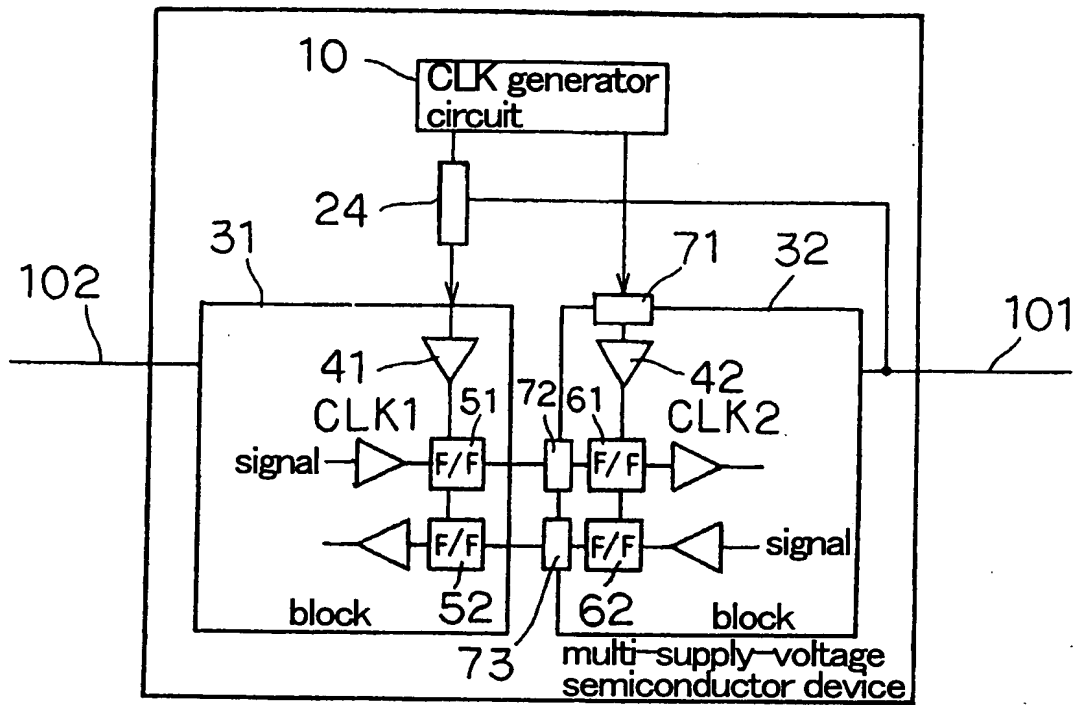 10
CLK generator
circuit
24
31
71
32
102
101
41
42
CLK1
51
72
61
CLK2
signal
F/F
F/F
F/F
F/F
signal
block
52
62
block
73
multi-supply-voltage
semiconductor device